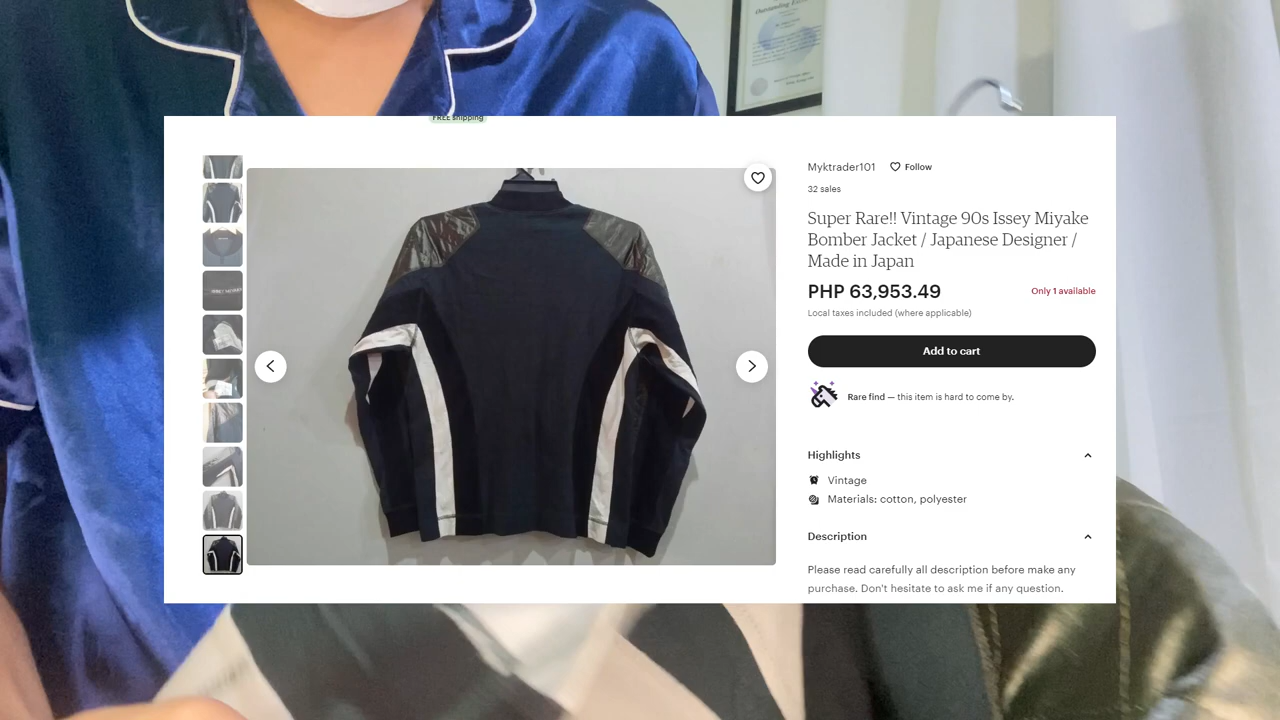 Outstanding
FREE shipping
Myktrader101
Follow
32 sales
Super Rare!! Vintage 90s Issey Miyake
Bomber Jacket / Japanese Designer /
Made in Japan
PHP 63,953.49
Only 1 available
Local taxes included (where applicable)
Add to cart
Rare find — this item is hard to come by.
Highlights
Vintage
Materials: cotton, polyester
Description
Please read carefully all description before make any
purchase. Don't hesitate to ask me if any question.